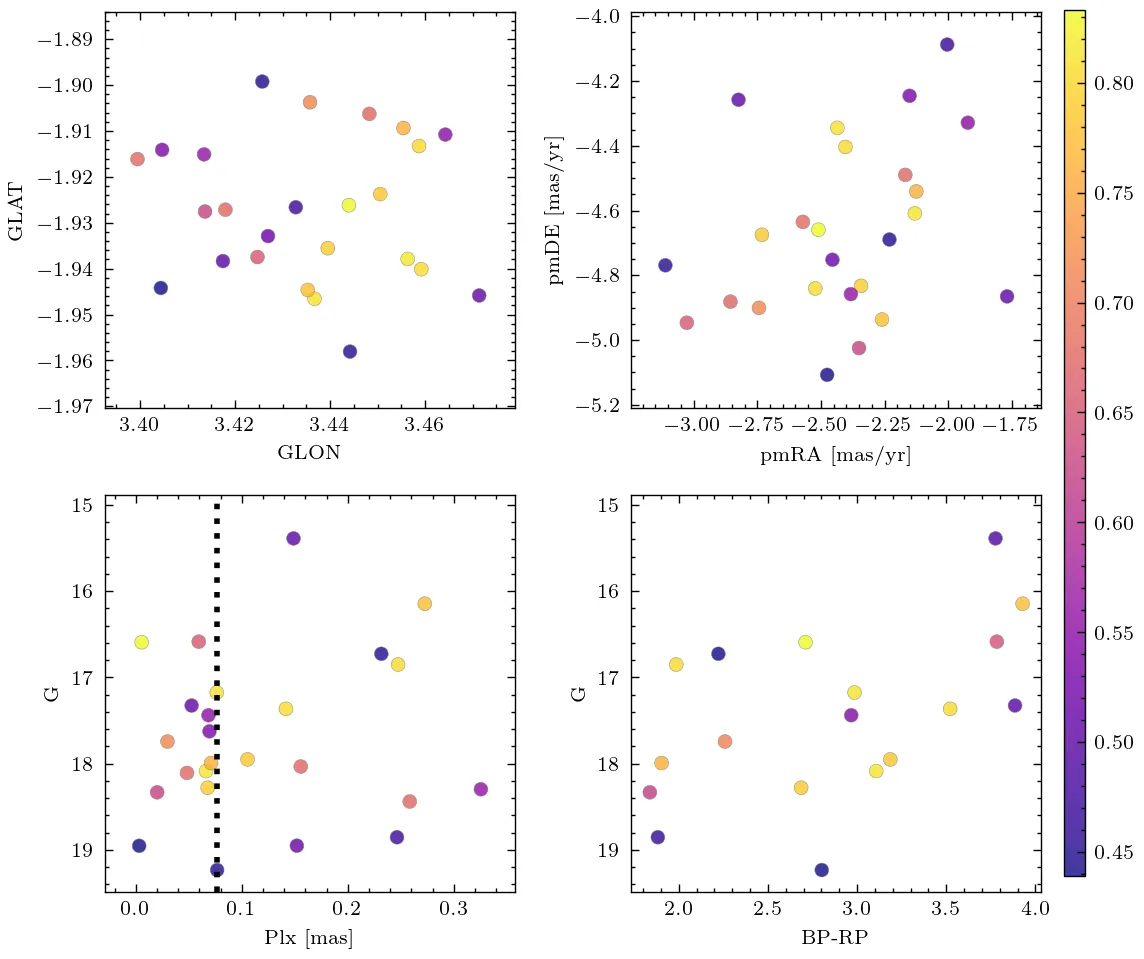 −1.89
−1.90
−1.91
−1.92
−1.93
−1.94
−1.95
−1.96
−1.97
GLAT
3.40 3.42 3.44 3.46
GLON
−4.0
−4.2
−4.4
−4.6
−4.8
−5.0
−5.2
pmDE [mas/yr]
−3.00 −2.75 −2.50 −2.25 −2.00 −1.75
pmRA [mas/yr]
15
16
17
18
19
G
0.0 0.1 0.2 0.3
Plx [mas]
15
16
17
18
19
G
2.0 2.5 3.0 3.5 4.0
BP-RP
0.80
0.75
0.70
0.65
0.60
0.55
0.50
0.45